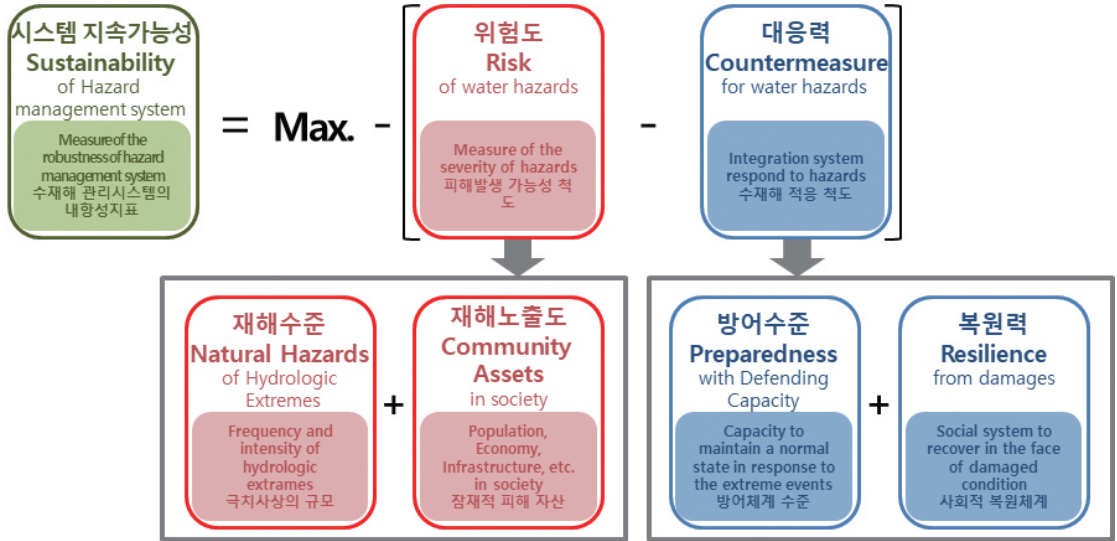 시스템 지속가능성
Sustainability
of Hazard
management system
Measure of the
robustness of hazard
management system
수재해 관리시스템의
내항성지표
=
Max.
-
위험도
Risk
of water hazards
Measure of the
severity of hazards
피해발생 가능성 척
도
-
대응력
Countermeasure
for water hazards
Integration system
respond to hazards
수재해 적응 척도
재해수준
Natural Hazards
of Hydrologic
Extremes
Frequency and
intensity of
hydrologic
extrames
극치사상의 규모
+
재해노출도
Community
Assets
in society
Population,
Economy,
Infrastructure, etc.
in society
잠재적 피해 자산
방어수준
Preparedness
with Defending
Capacity
Capacity to
maintain a normal
state in response to
the extreme events
방어체계 수준
+
복원력
Resilience
from damages
Social system to
recover in the face
of damaged
condition
사회적 복원체계